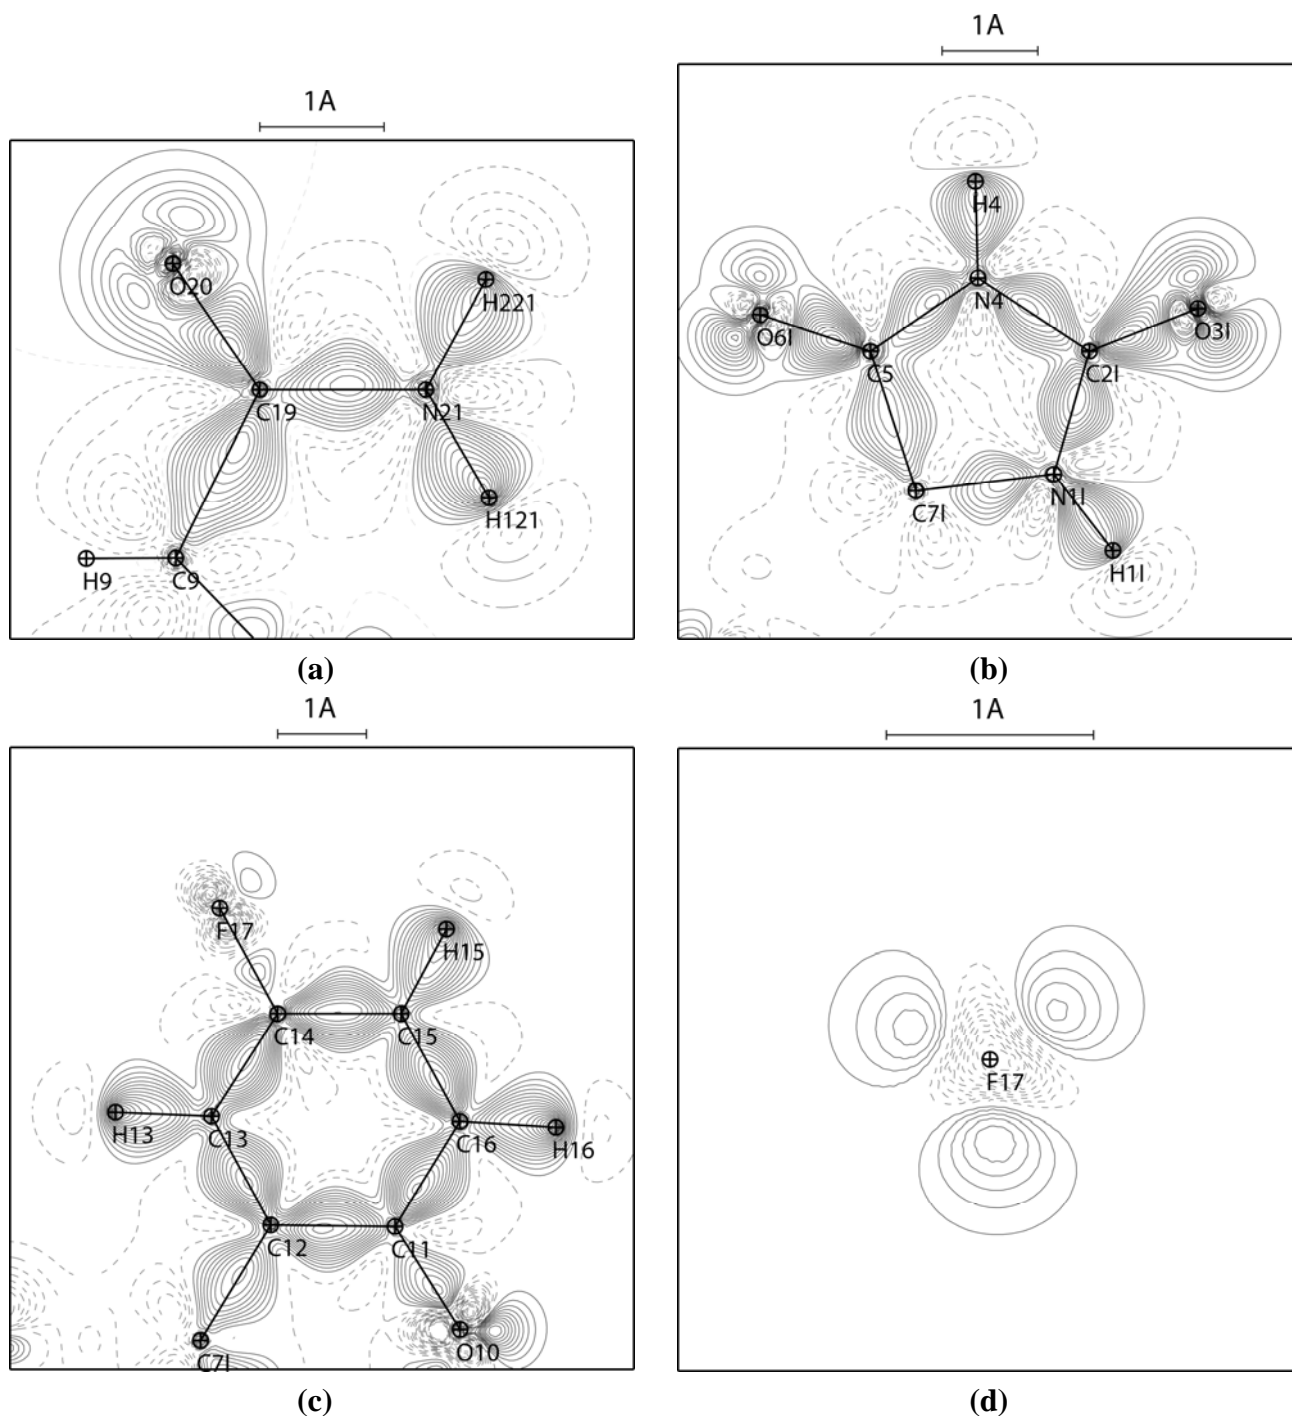 1A
1A
O20
H221
C19
N21
H121
H9
C9
H4
N4
O6I
O3I
C5
C2I
C7I
N1I
H1I
(a)
(b)
1A
1A
F17
H15
C14
C15
H13
C13
C16
H16
C12
C11
C7I
O10
F17
(c)
(d)